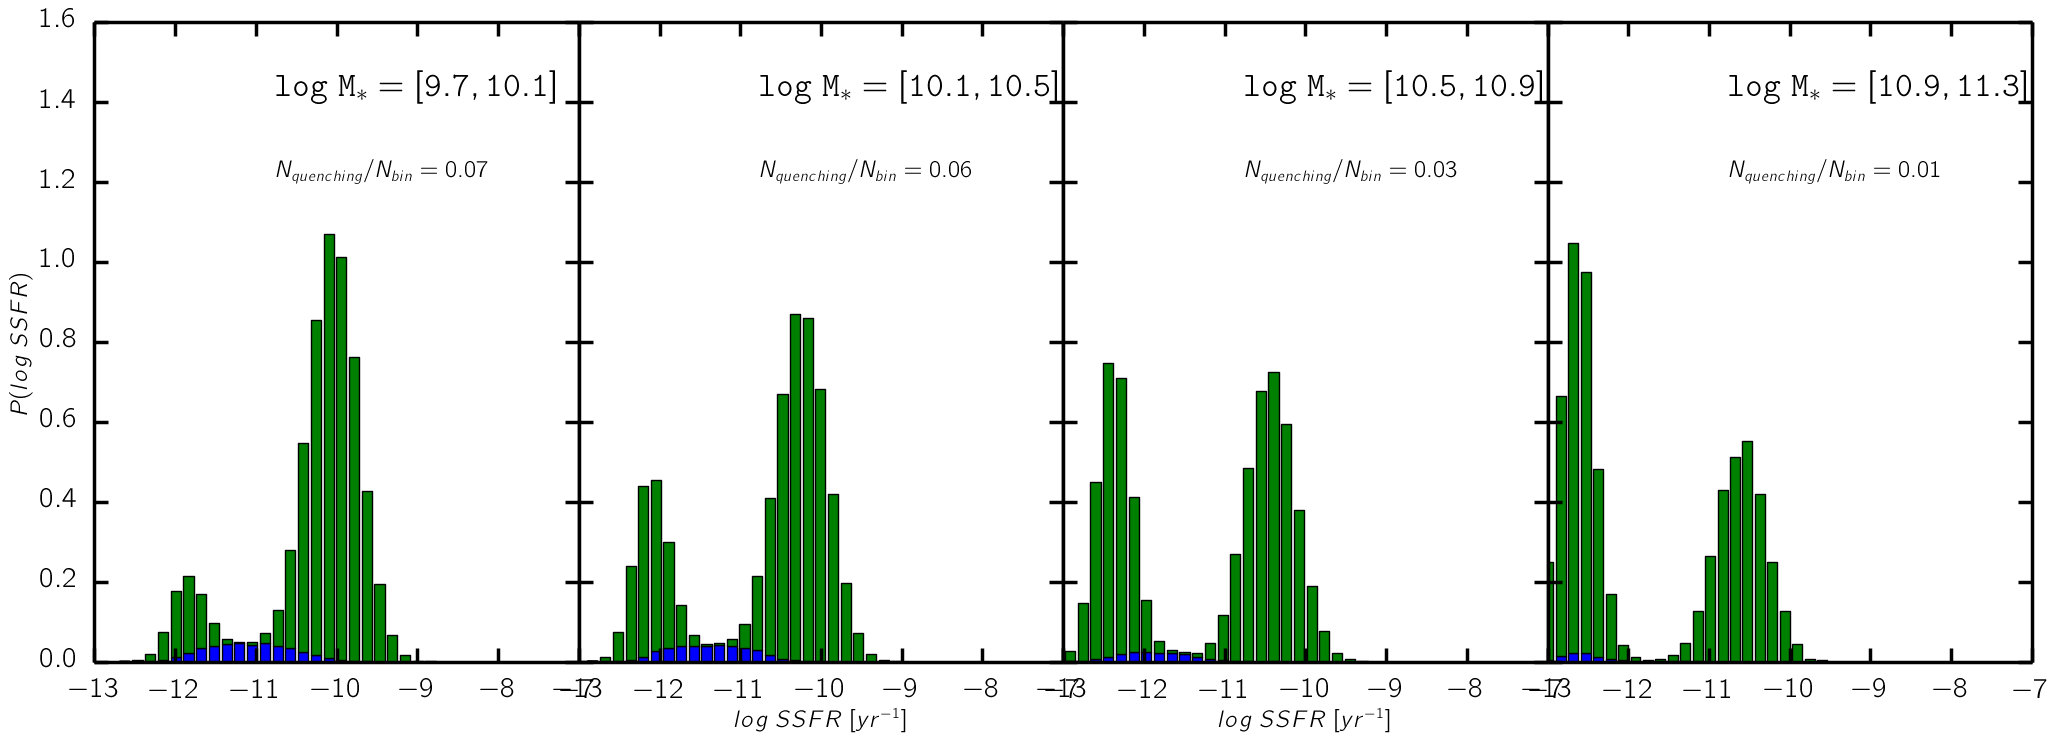 1.6
1.4
1.2
1.0
0.8
0.6
0.4
0.2
0.0
P(log SSFR)
log M* = [9.7, 10.1]
N_quenching/N_bin = 0.07
−13 −12 −11 −10 −9 −8 −7
log M* = [10.1, 10.5]
N_quenching/N_bin = 0.06
−13 −12 −11 −10 −9 −8 −7
log SSFR [yr⁻¹]
log M* = [10.5, 10.9]
N_quenching/N_bin = 0.03
−13 −12 −11 −10 −9 −8 −7
log SSFR [yr⁻¹]
log M* = [10.9, 11.3]
N_quenching/N_bin = 0.01
−13 −12 −11 −10 −9 −8 −7